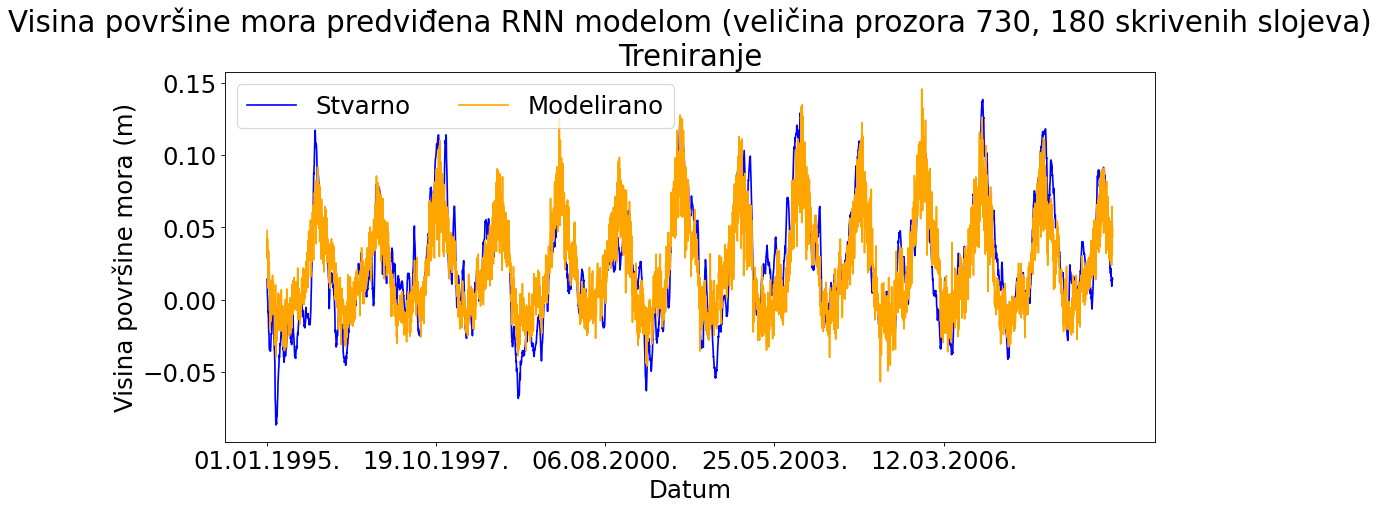 Visina površine mora predviđena RNN modelom (veličina prozora 730, 180 skrivenih slojeva)
Treniranje
Stvarno
Modelirano
Visina površine mora (m)
0.15
0.10
0.05
0.00
−0.05
01.01.1995.
19.10.1997.
06.08.2000.
25.05.2003.
12.03.2006.
Datum